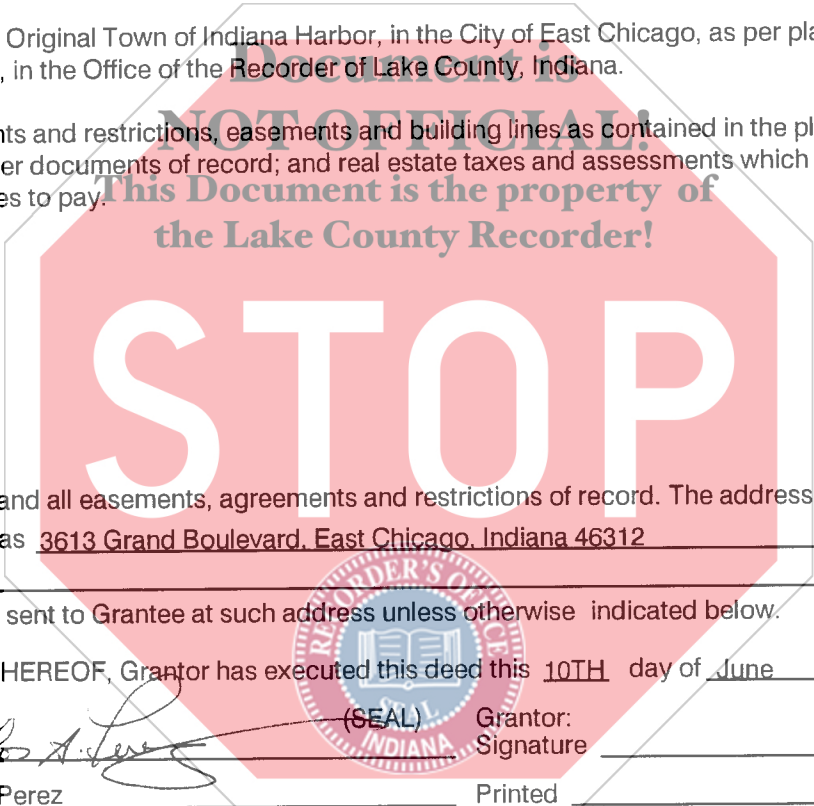 Original Town of Indiana Harbor, in the City of East Chicago, as per pla
, in the Office of the Recorder of Lake County, Indiana.
Document is
NOT OFFICIAL!
nts and restrictions, easements and building lines as contained in the pl
er documents of record; and real estate taxes and assessments which
es to pay.
This Document is the property of
the Lake County Recorder!
STOP
and all easements, agreements and restrictions of record. The address
as 3613 Grand Boulevard, East Chicago, Indiana 46312
RECORDER'S OFFICE
sent to Grantee at such address unless otherwise indicated below.
HEREOF, Grantor has executed this deed this 10TH day of June
SEAL
(SEAL) Grantor:
A. Perez Signature
INDIANA
Perez Printed